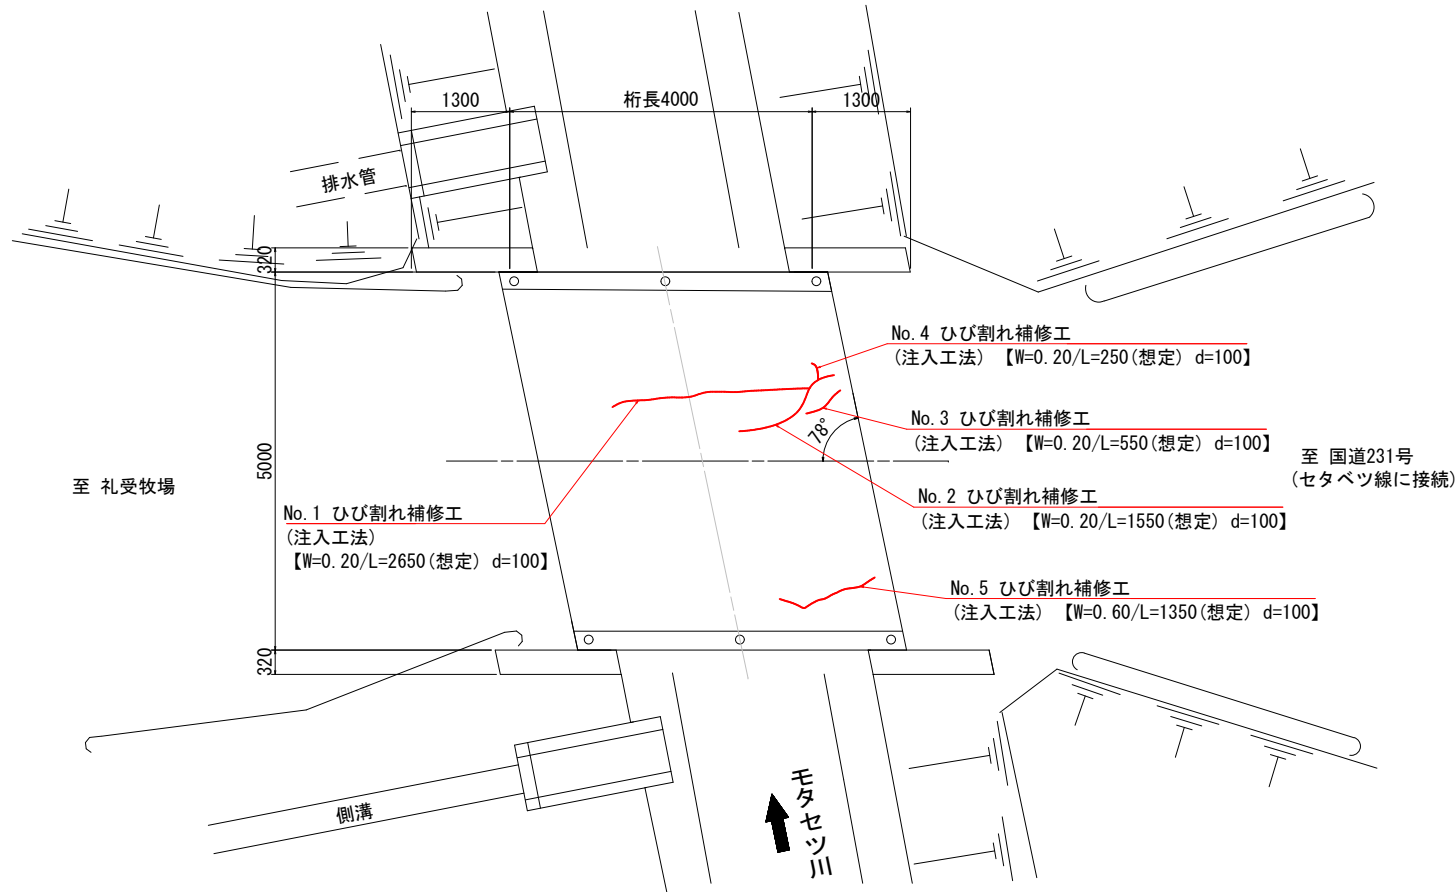 1300
桁長4000
1300
排水管
320
5000
320
No.4 ひび割れ補修工
(注入工法) 【W=0.20/L=250(想定) d=100】
No.3 ひび割れ補修工
(注入工法) 【W=0.20/L=550(想定) d=100】
78°
至 国道231号
(セタベツ線に接続)
至 礼受牧場
No.2 ひび割れ補修工
(注入工法) 【W=0.20/L=1550(想定) d=100】
No.1 ひび割れ補修工
(注入工法)
【W=0.20/L=2650(想定) d=100】
No.5 ひび割れ補修工
(注入工法) 【W=0.60/L=1350(想定) d=100】
側溝
モタセツ川